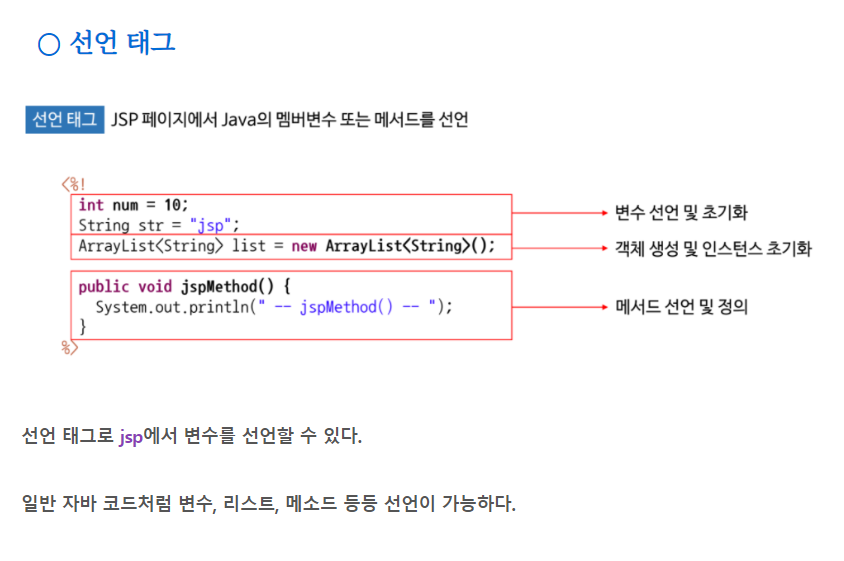 ○ 선언 태그
선언 태그 JSP 페이지에서 Java의 멤버변수 또는 메서드를 선언
<%!
int num = 10;
String str = "jsp";
변수 선언 및 초기화
ArrayList<String> list = new ArrayList<String>();
객체 생성 및 인스턴스 초기화
public void jspMethod() {
System.out.println(" -- jspMethod() -- ");
}
메서드 선언 및 정의
%>
선언 태그로 jsp에서 변수를 선언할 수 있다.
일반 자바 코드처럼 변수, 리스트, 메소드 등등 선언이 가능하다.